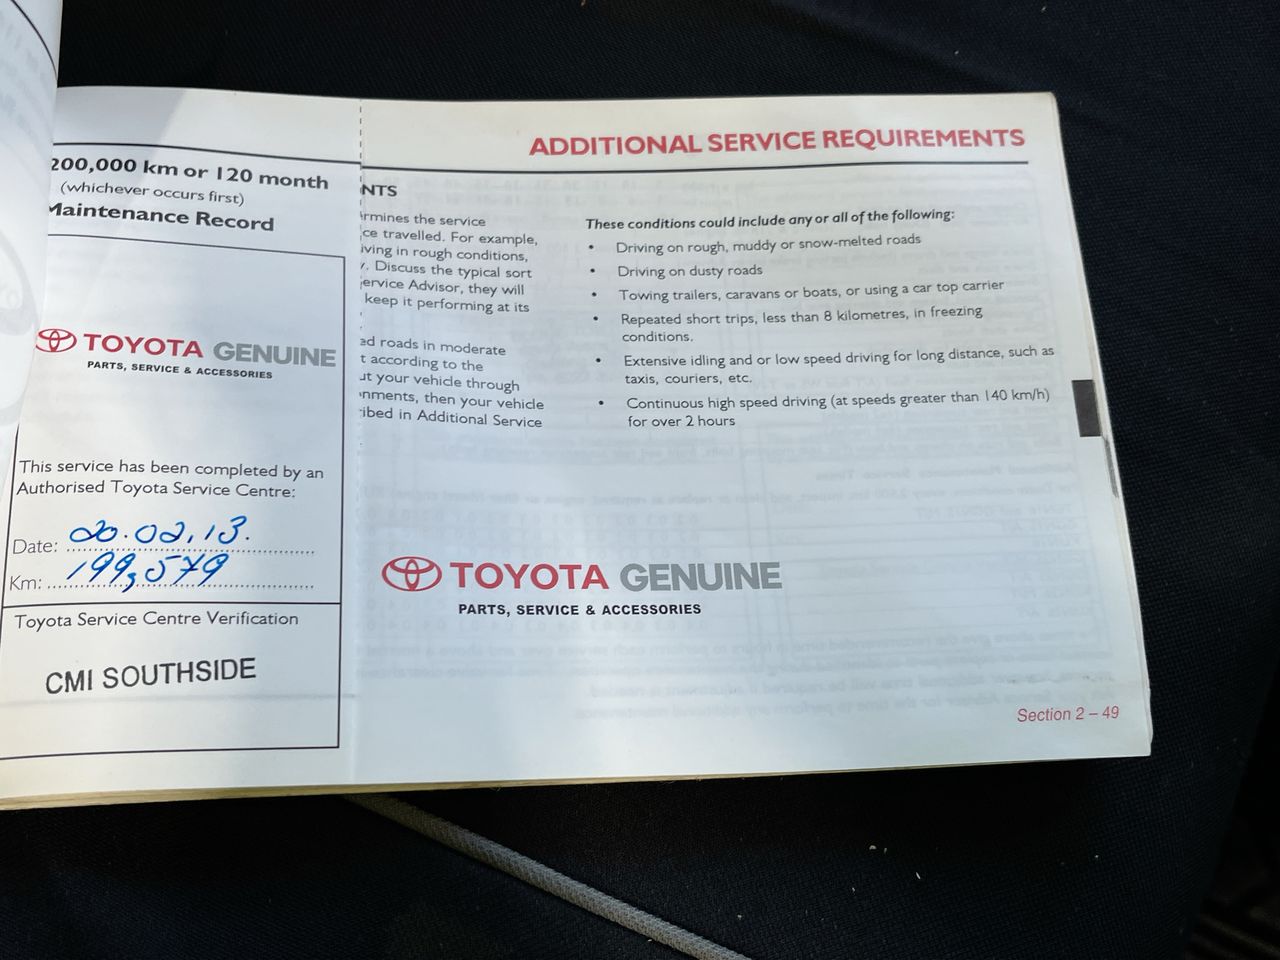 200,000 km or 120 month
(whichever occurs first)
Maintenance Record
TOYOTA GENUINE
PARTS, SERVICE & ACCESSORIES
This service has been completed by an
Authorised Toyota Service Centre:
Date: 20.02.13.
Km: 199,579
Toyota Service Centre Verification
CMI SOUTHSIDE
ADDITIONAL SERVICE REQUIREMENTS
NTS
rmines the service
ce travelled. For example,
iving in rough conditions,
. Discuss the typical sort
ervice Advisor, they will
keep it performing at its
ed roads in moderate
t according to the
ut your vehicle through
nments, then your vehicle
ribed in Additional Service
These conditions could include any or all of the following:
• Driving on rough, muddy or snow-melted roads
• Driving on dusty roads
• Towing trailers, caravans or boats, or using a car top carrier
• Repeated short trips, less than 8 kilometres, in freezing
conditions.
• Extensive idling and or low speed driving for long distance, such as
taxis, couriers, etc.
• Continuous high speed driving (at speeds greater than 140 km/h)
for over 2 hours
TOYOTA GENUINE
PARTS, SERVICE & ACCESSORIES
Section 2 – 49